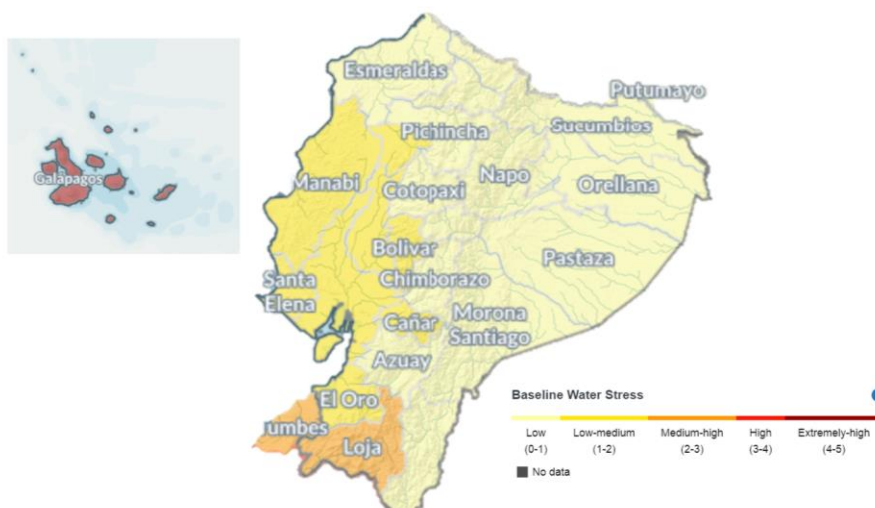 Esmeraldas
Putumayo
Pichincha
Sucumbios
Galápagos
Manabi
Cotopaxi
Napo
Orellana
Bolivar
Pastaza
Santa
Elena
Chimborazo
Cañar
Morona
Santiago
Azuay
El Oro
umbes
Loja
Baseline Water Stress
Low Low-medium Medium-high High Extremely-high
(0-1) (1-2) (2-3) (3-4) (4-5)
No data